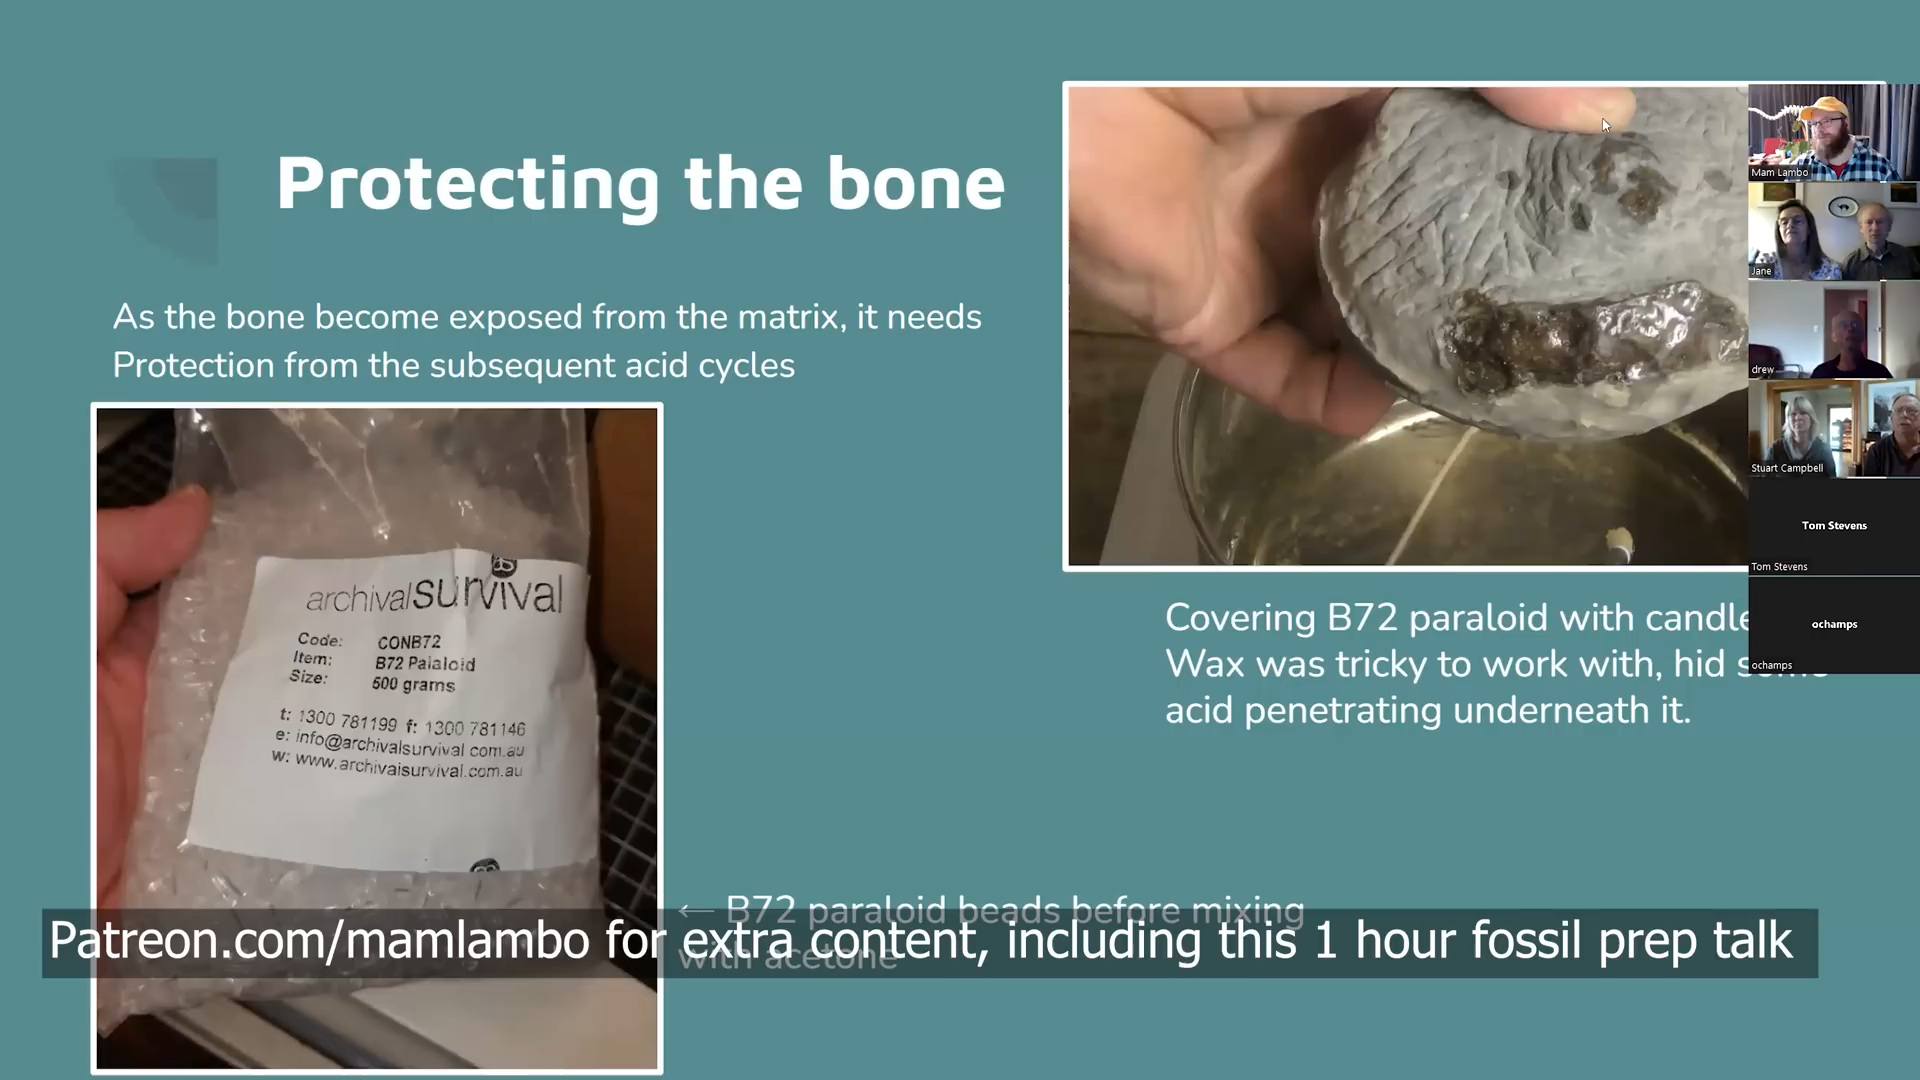 Protecting the bone
As the bone become exposed from the matrix, it needs
Protection from the subsequent acid cycles
archivalsurvival
Code: CONB72
Item: B72 Palaloid
Size: 500 grams
t: 1300 781199 f: 1300 781146
e: info@archivalsurvival.com.au
w: www.archivalsurvival.com.au
Covering B72 paraloid with candle
Wax was tricky to work with, hid some
acid penetrating underneath it.
← B72 paraloid beads before mixing
with acetone
Patreon.com/mamlambo for extra content, including this 1 hour fossil prep talk
Mam Lambo
Jane
drew
Stuart Campbell
Tom Stevens
Tom Stevens
ochamps
ochamps